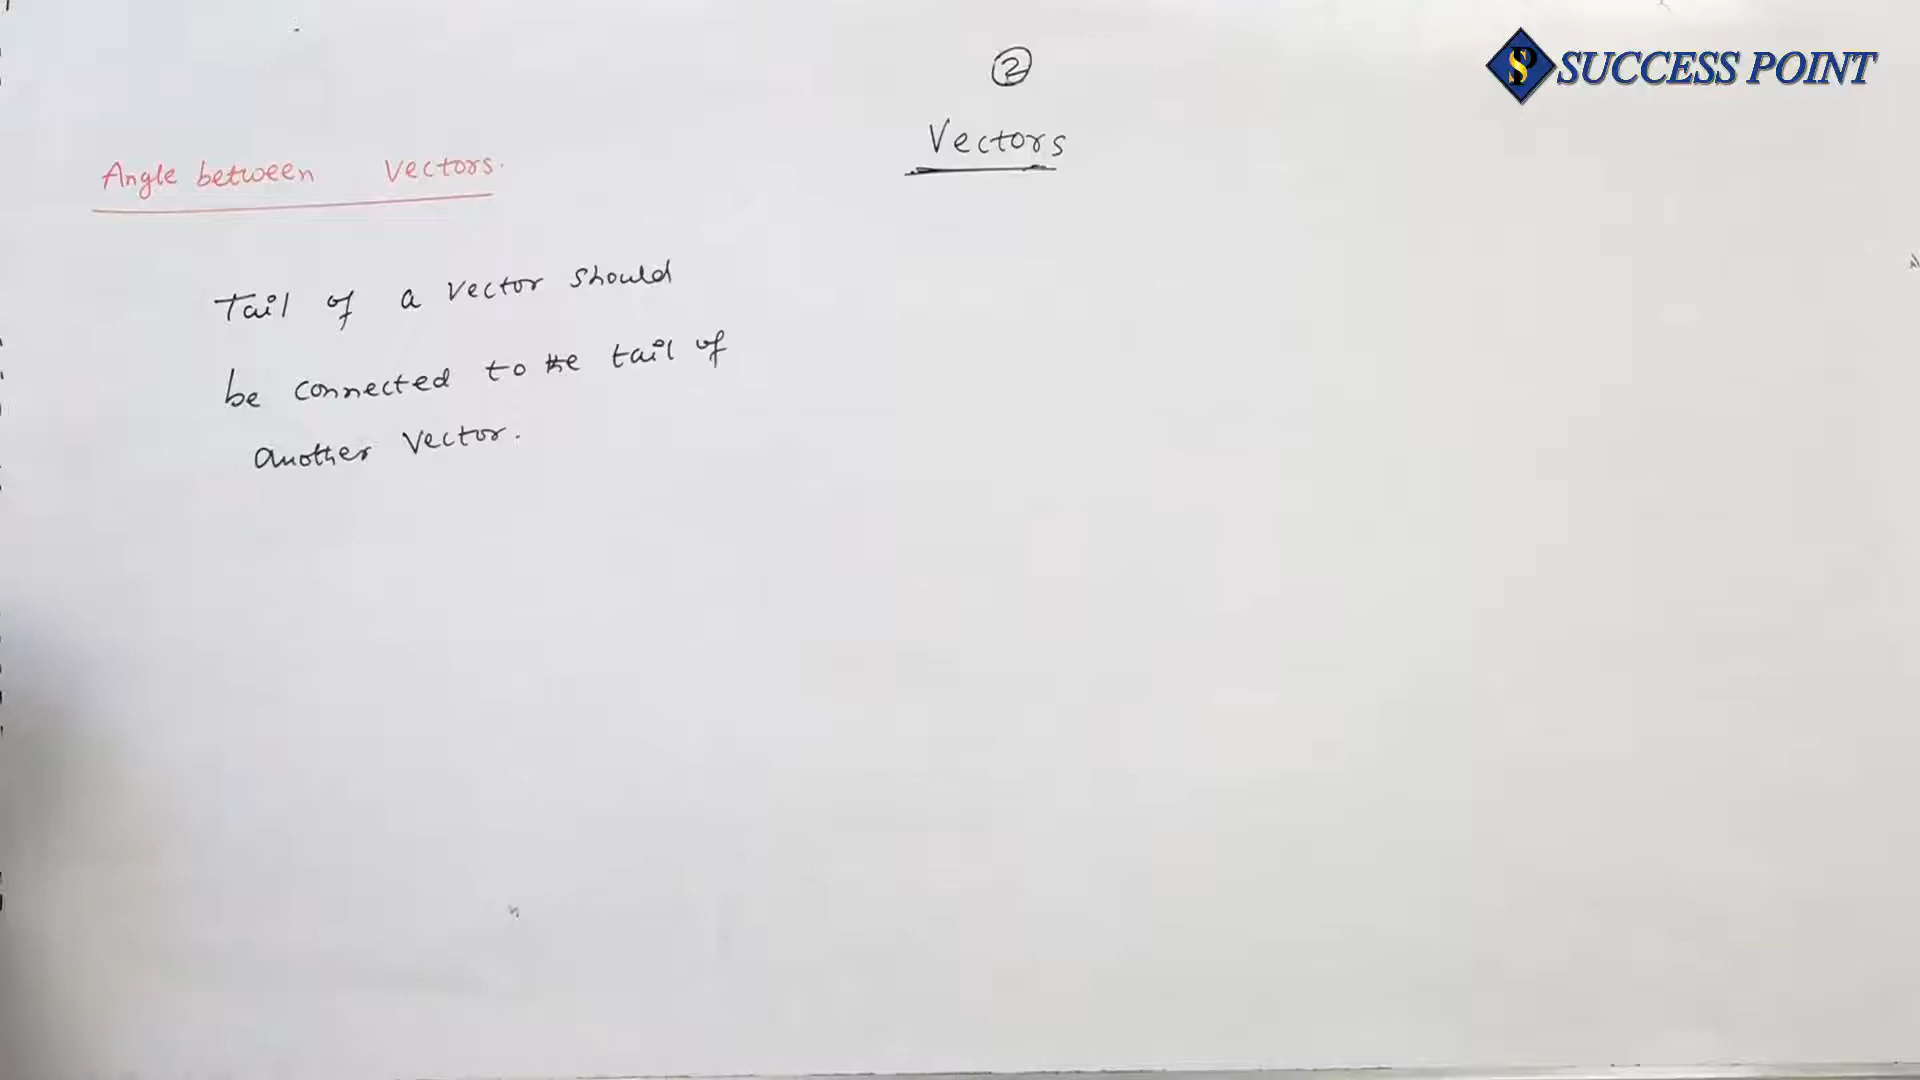 ②
SUCCESS POINT
Vectors
Angle between vectors.
Tail of a vector should
be connected to the tail of
another vector.